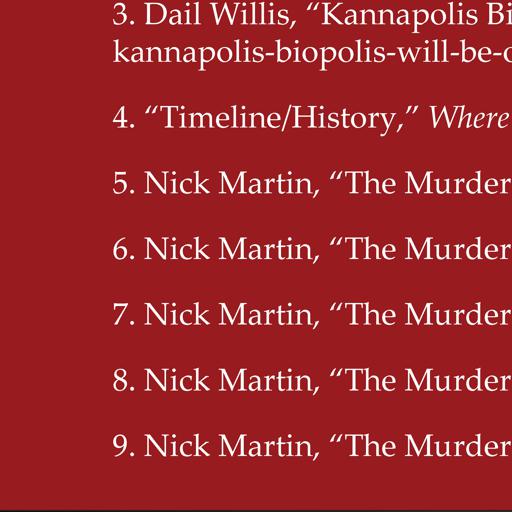 3. Dail Willis, “Kannapolis Bi
kannapolis-biopolis-will-be-
4. “Timeline/History,” Where
5. Nick Martin, “The Murder
6. Nick Martin, “The Murder
7. Nick Martin, “The Murder
8. Nick Martin, “The Murder
9. Nick Martin, “The Murder